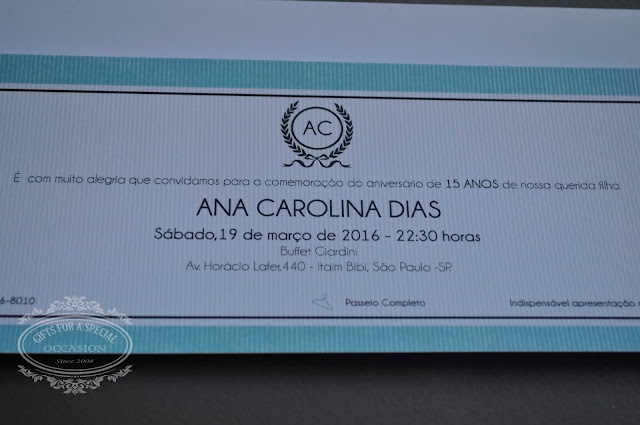 AC
É com muito alegria que convidamos para a comemoração do aniversário de 15 ANOS de nossa querida filha
ANA CAROLINA DIAS
Sábado,19 de março de 2016 - 22:30 horas
Buffet Giardini
Av. Horácio Lafer,440 - Itaim Bibi, São Paulo -SP.
6-8010 Passeio Completo Indispensável apresentação
GIFTS FOR A SPECIAL
OCCASION
Since 2008